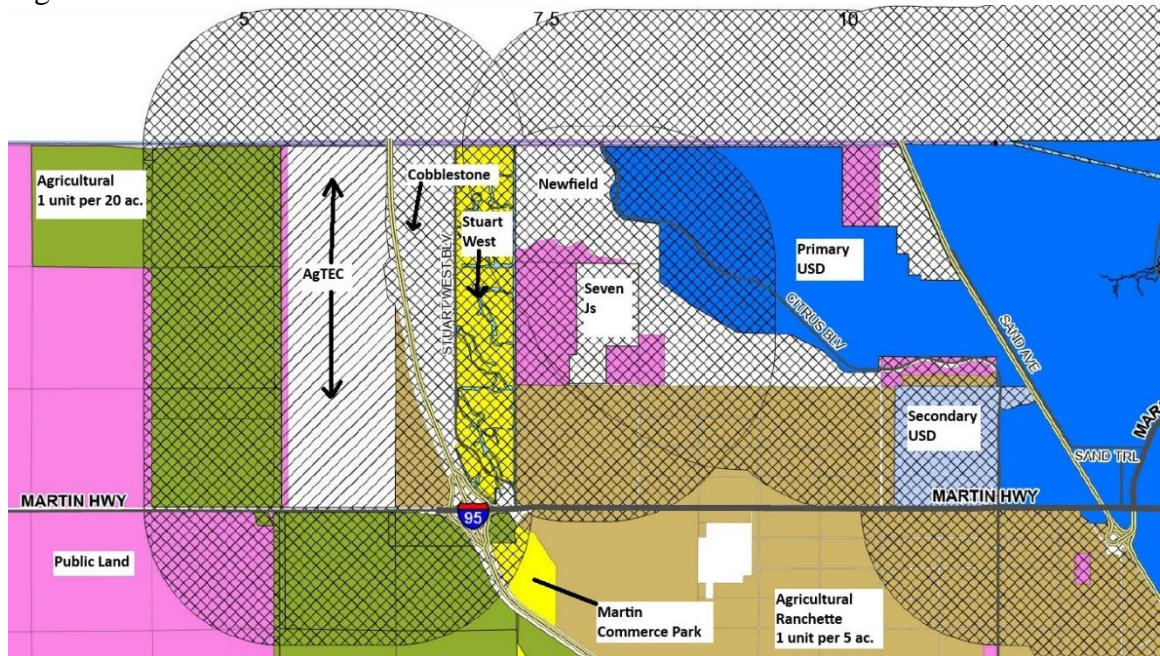 5
7.5
10
Agricultural
1 unit per 20 ac.
Cobblestone
Newfield
Stuart
West
STUART WEST BLV
AgTEC
Seven
Js
Primary
USD
CITRUS BLV
SAND AVE
Secondary
USD
SAND TRL
MARTIN HWY
95
MARTIN HWY
Public Land
Martin
Commerce Park
Agricultural
Ranchette
1 unit per 5 ac.